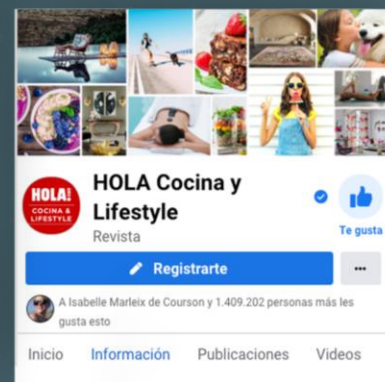 HOLA!
COCINA &
LIFESTYLE
HOLA Cocina y
Lifestyle
Revista
Te gusta
Registrarte
A Isabelle Marleix de Courson y 1.409.202 personas más les
gusta esto
Inicio Información Publicaciones Videos